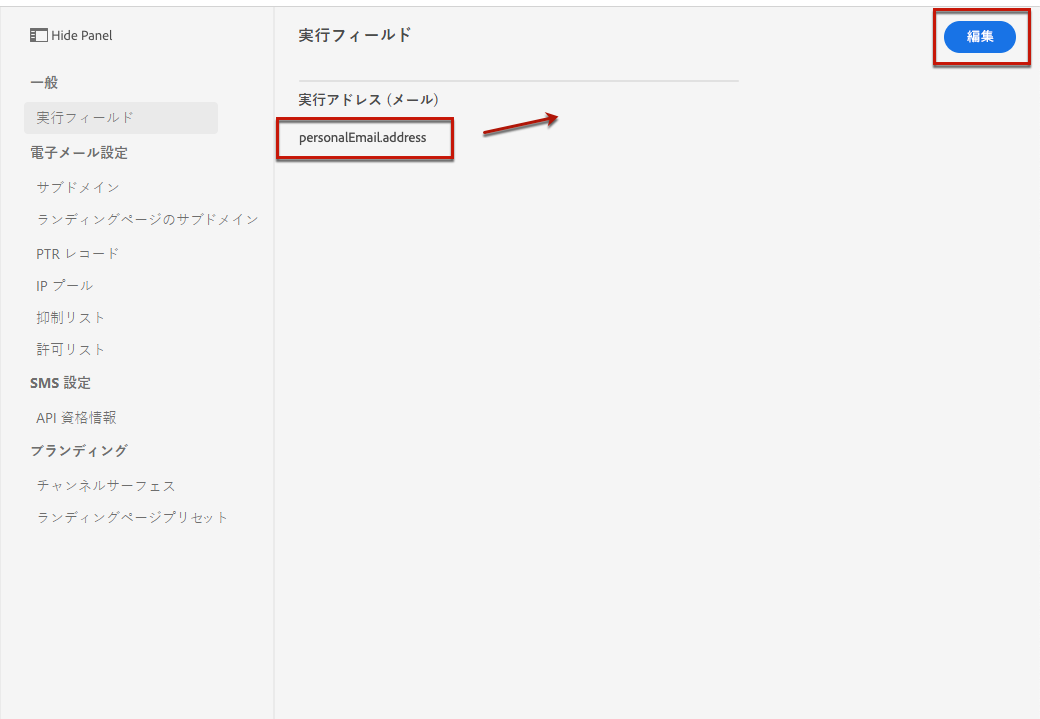 Hide Panel
一般
実行フィールド
電子メール設定
サブドメイン
ランディングページのサブドメイン
PTR レコード
IP プール
抑制リスト
許可リスト
SMS 設定
API 資格情報
ブランディング
チャンネルサーフェス
ランディングページプリセット
実行フィールド
編集
実行アドレス (メール)
personalEmail.address